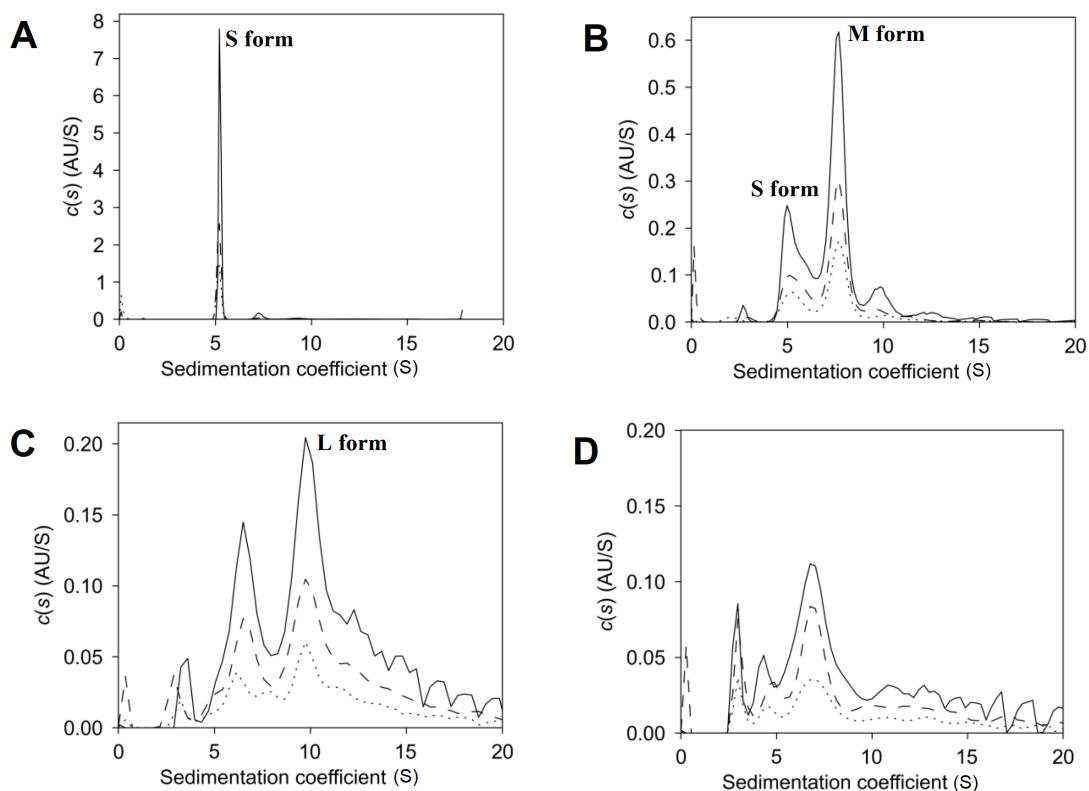 A
S form
8
7
6
5
4
3
2
1
0
c(s) (AU/S)
0 5 10 15 20
Sedimentation coefficient (S)
B
M form
S form
0.6
0.5
0.4
0.3
0.2
0.1
0.0
c(s) (AU/S)
0 5 10 15 20
Sedimentation coefficient (S)
C
L form
0.20
0.15
0.10
0.05
0.00
c(s) (AU/S)
0 5 10 15 20
Sedimentation coefficient (S)
D
0.20
0.15
0.10
0.05
0.00
c(s) (AU/S)
0 5 10 15 20
Sedimentation coefficient (S)